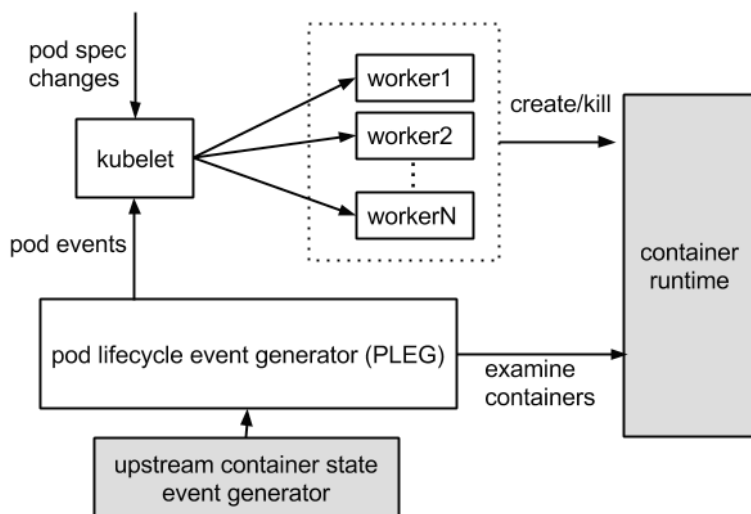 pod spec
changes
worker1
create/kill
kubelet
worker2
workerN
pod events
container
runtime
pod lifecycle event generator (PLEG)
examine
containers
upstream container state
event generator